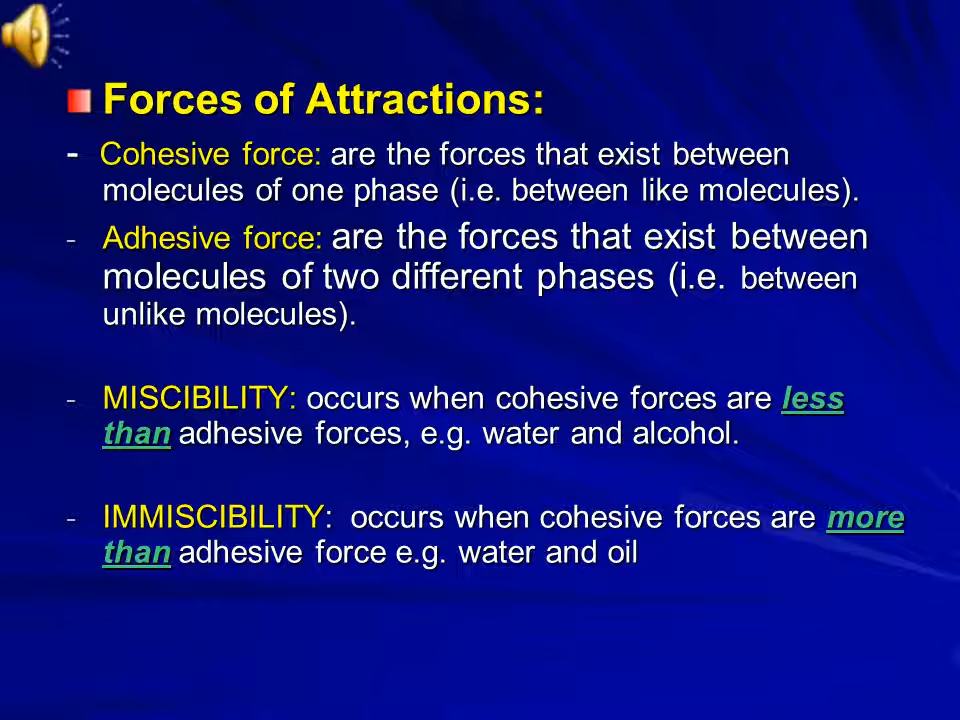 Forces of Attractions:
- Cohesive force: are the forces that exist between
molecules of one phase (i.e. between like molecules).
- Adhesive force: are the forces that exist between
molecules of two different phases (i.e. between
unlike molecules).
- MISCIBILITY: occurs when cohesive forces are less
than adhesive forces, e.g. water and alcohol.
- IMMISCIBILITY: occurs when cohesive forces are more
than adhesive force e.g. water and oil